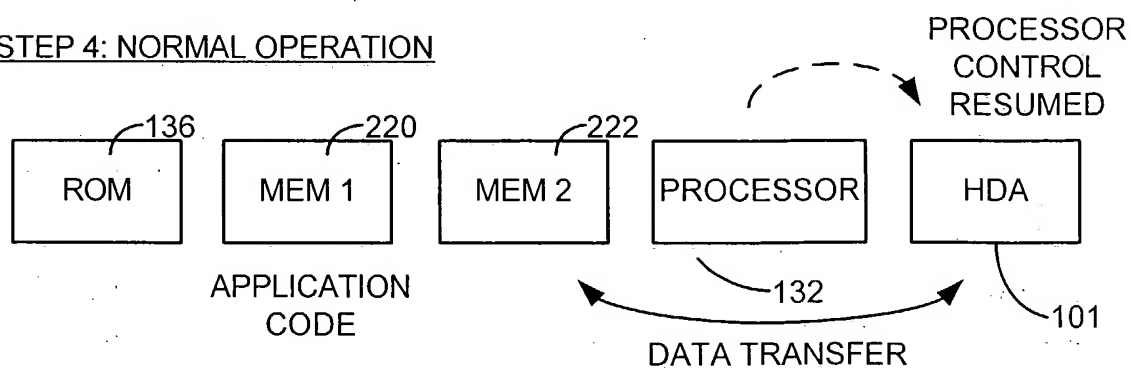 STEP 4: NORMAL OPERATION
PROCESSOR
CONTROL
RESUMED
136
220
222
ROM
MEM 1
MEM 2
PROCESSOR
HDA
APPLICATION
CODE
132
101
DATA TRANSFER